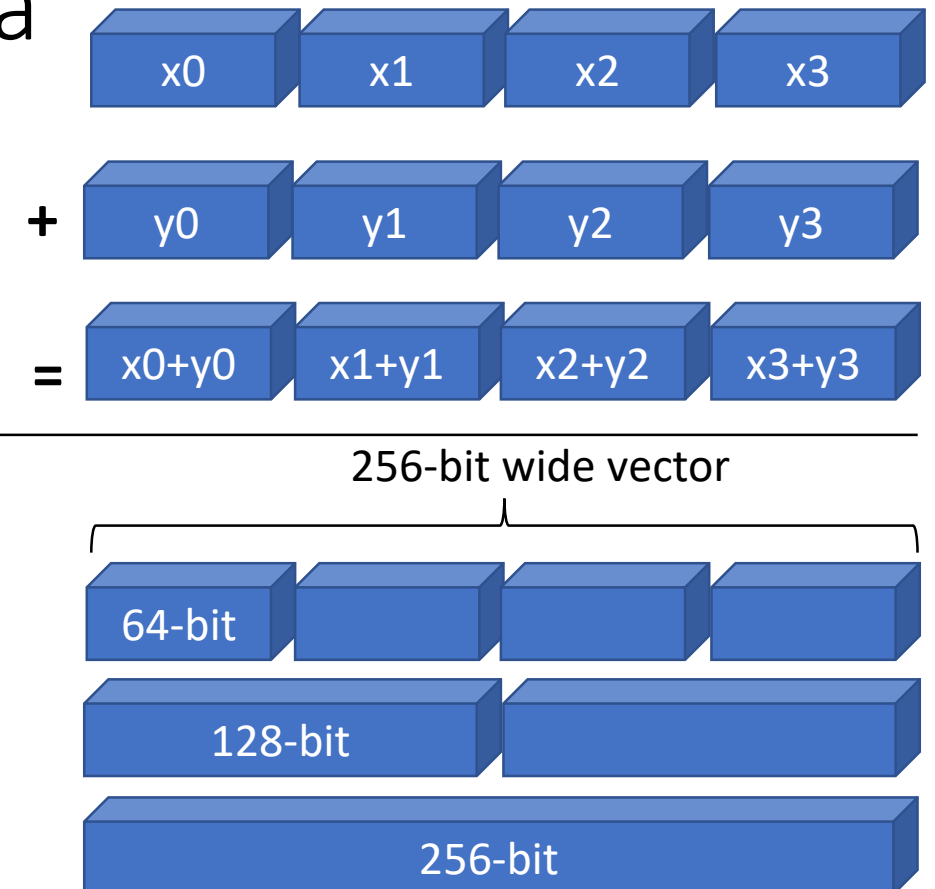 a
x0 x1 x2 x3
+ y0 y1 y2 y3
= x0+y0 x1+y1 x2+y2 x3+y3
256-bit wide vector
64-bit
128-bit
256-bit